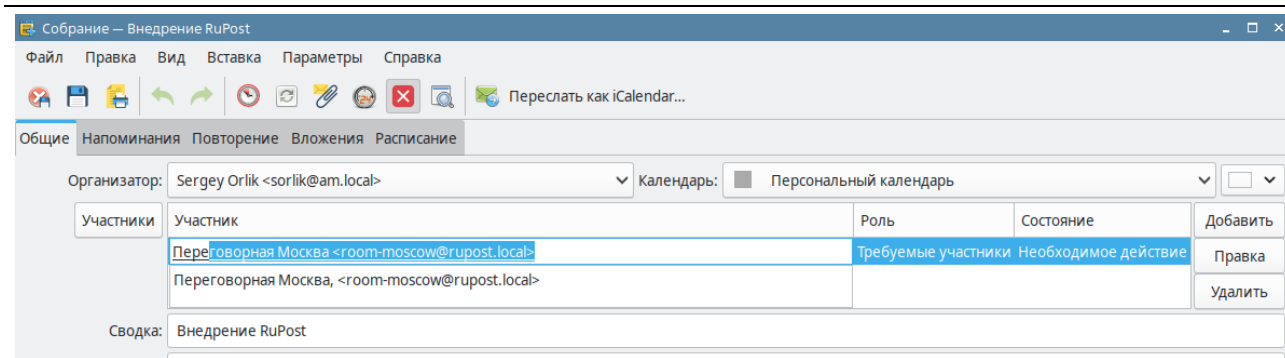 Собрание — Внедрение RuPost
Файл Правка Вид Вставка Параметры Справка
Переслать как iCalendar...
Общие Напоминания Повторение Вложения Расписание
Организатор: Sergey Orlik <sorlik@am.local> Календарь: Персональный календарь
Участники Участник Роль Состояние Добавить
Переговорная Москва <room-moscow@rupost.local> Требуемые участники Необходимое действие Правка
Переговорная Москва, <room-moscow@rupost.local>
Удалить
Сводка: Внедрение RuPost